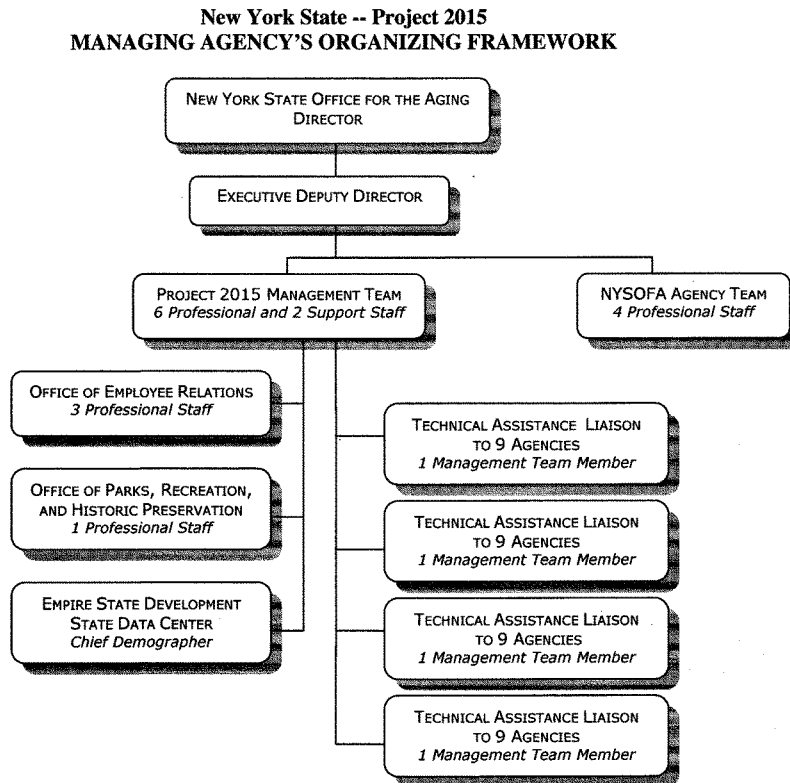 New York State -- Project 2015
MANAGING AGENCY'S ORGANIZING FRAMEWORK
NEW YORK STATE OFFICE FOR THE AGING
DIRECTOR
EXECUTIVE DEPUTY DIRECTOR
PROJECT 2015 MANAGEMENT TEAM
6 Professional and 2 Support Staff
NYSOFA AGENCY TEAM
4 Professional Staff
OFFICE OF EMPLOYEE RELATIONS
3 Professional Staff
OFFICE OF PARKS, RECREATION,
AND HISTORIC PRESERVATION
1 Professional Staff
EMPIRE STATE DEVELOPMENT
STATE DATA CENTER
Chief Demographer
TECHNICAL ASSISTANCE LIAISON
TO 9 AGENCIES
1 Management Team Member
TECHNICAL ASSISTANCE LIAISON
TO 9 AGENCIES
1 Management Team Member
TECHNICAL ASSISTANCE LIAISON
TO 9 AGENCIES
1 Management Team Member
TECHNICAL ASSISTANCE LIAISON
TO 9 AGENCIES
1 Management Team Member